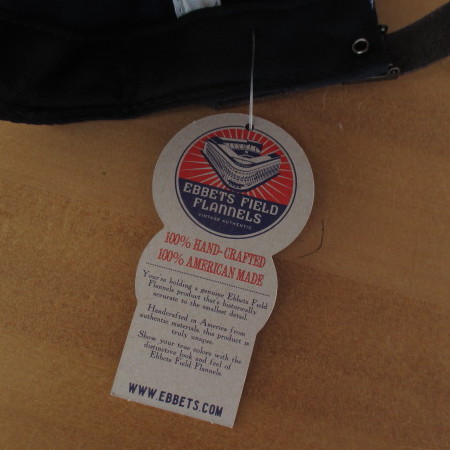 EBBETS FIELD
FLANNELS
VINTAGE AUTHENTIC
100% HAND-CRAFTED
100% AMERICAN MADE
You're holding a genuine Ebbets Field
Flannels product that's historically
accurate to the smallest detail.
Handcrafted in America from
authentic materials, this product is
truly unique.
Show your true colors with the
distinctive look and feel of
Ebbets Field Flannels.
WWW.EBBETS.COM